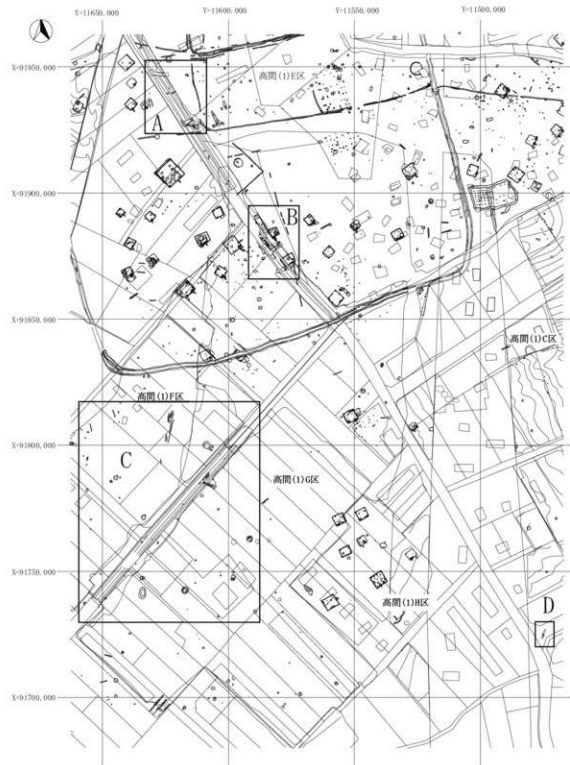 Y=11650,000 Y=11600,000 Y=11550,000 Y=11500,000
X=91950,000
高間(1)E区
A
X=91900,000
B
X=91850,000
高間(1)C区
高間(1)F区
X=91800,000
C
高間(1)G区
X=91750,000
高間(1)H区
D
X=91700,000